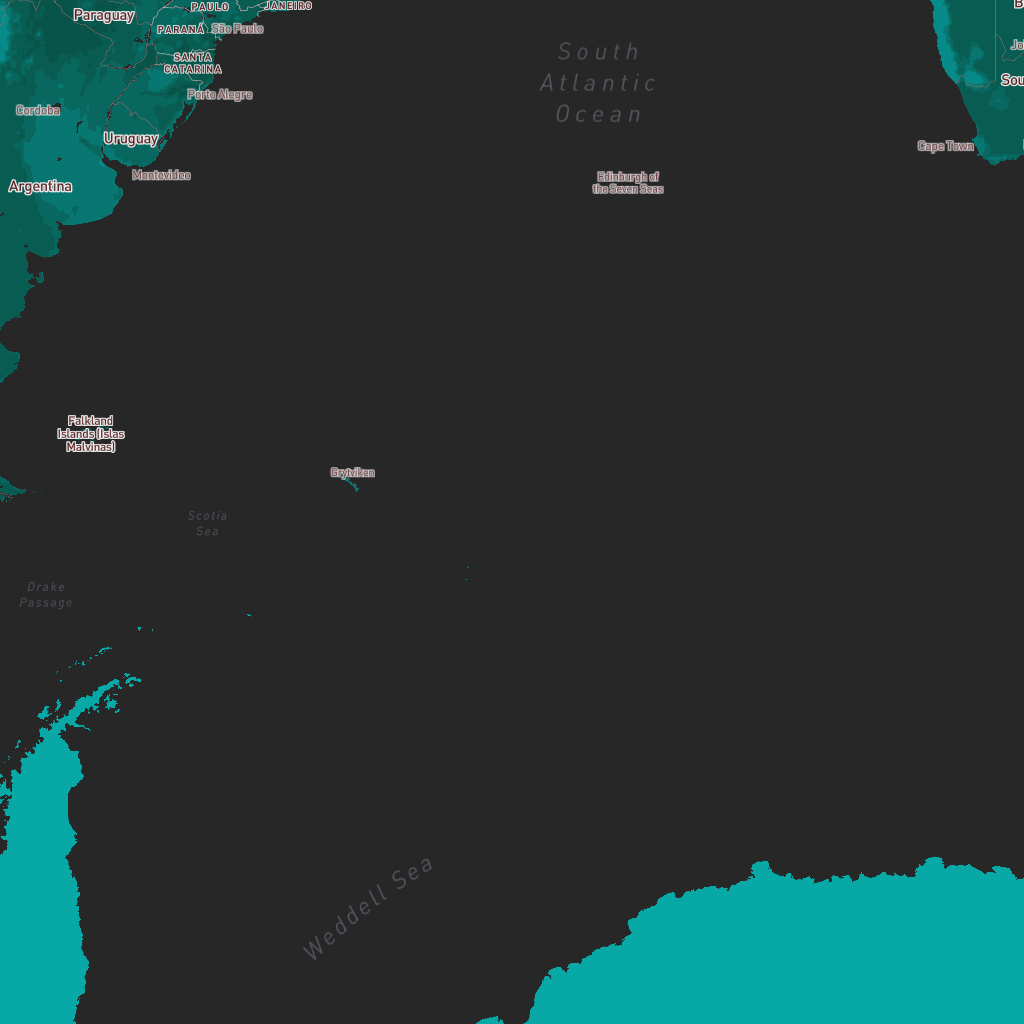 PAULO
JANEIRO
Paraguay
PARANÁ
São Paulo
South
Atlantic
Ocean
SANTA
CATARINA
Porto Alegre
Cordoba
Uruguay
Cape Town
Montevideo
Argentina
Edinburgh of
the Seven Seas
Falkland
Islands (Islas
Malvinas)
Grytviken
Scotia
Sea
Drake
Passage
Weddell Sea